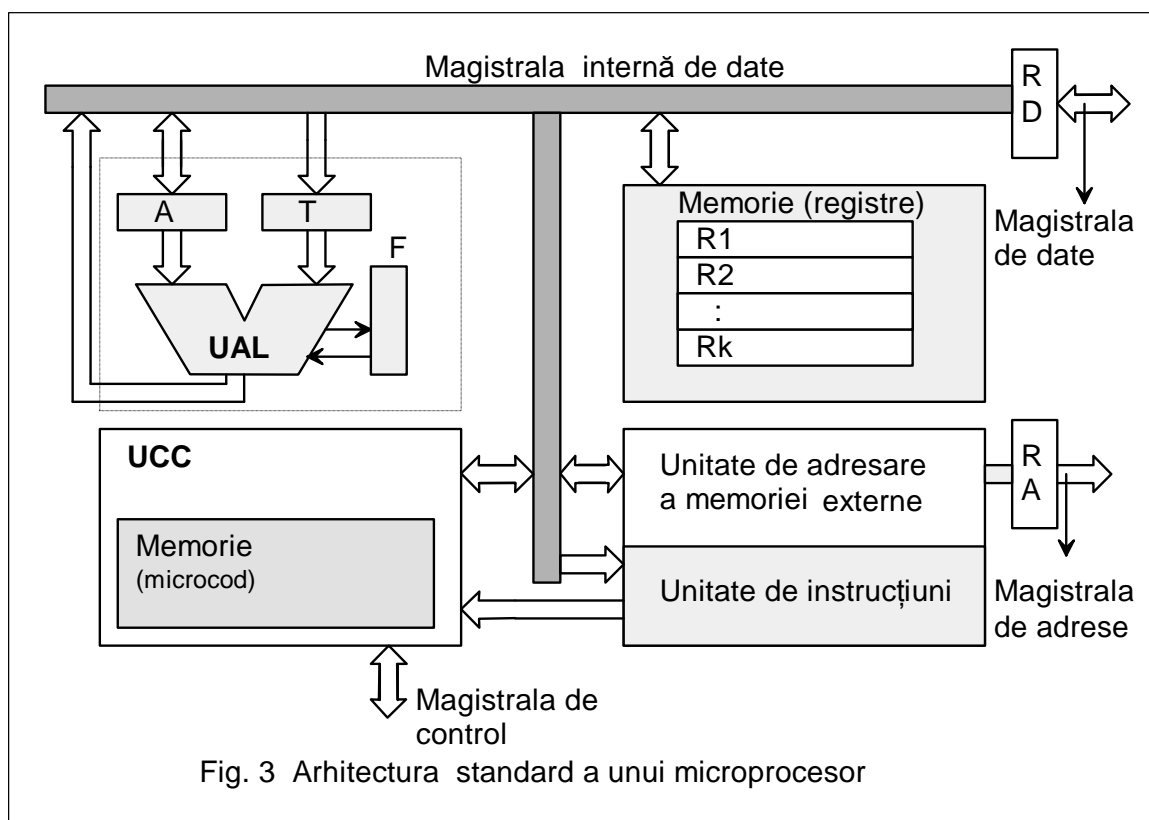 Magistrala internă de date
R
D
A
T
F
UAL
Memorie (registre)
R1
R2
:
Rk
Magistrala
de date
UCC
Memorie
(microcod)
Unitate de adresare
a memoriei externe
Unitate de instrucțiuni
R
A
Magistrala
de adrese
Magistrala de
control
Fig. 3 Arhitectura standard a unui microprocesor